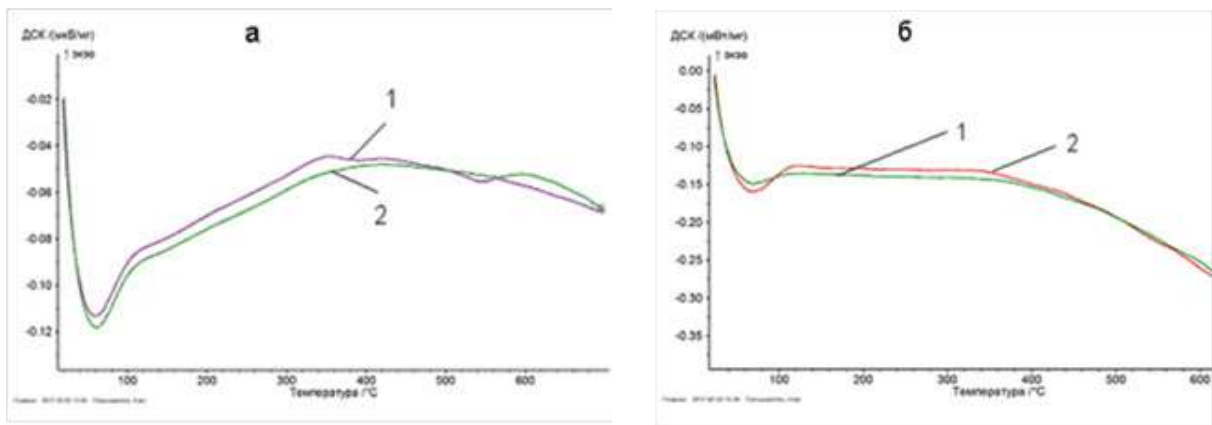 а
ДСК /(мкВ/мг)
↑ экзо
-0.02
-0.04
-0.06
-0.08
-0.10
-0.12
1
2
100 200 300 400 500 600
Температура /°C
б
ДСК /(мВт/мг)
↑ экзо
0.00
-0.05
-0.10
-0.15
-0.20
-0.25
-0.30
-0.35
1
2
100 200 300 400 500 600
Температура /°C